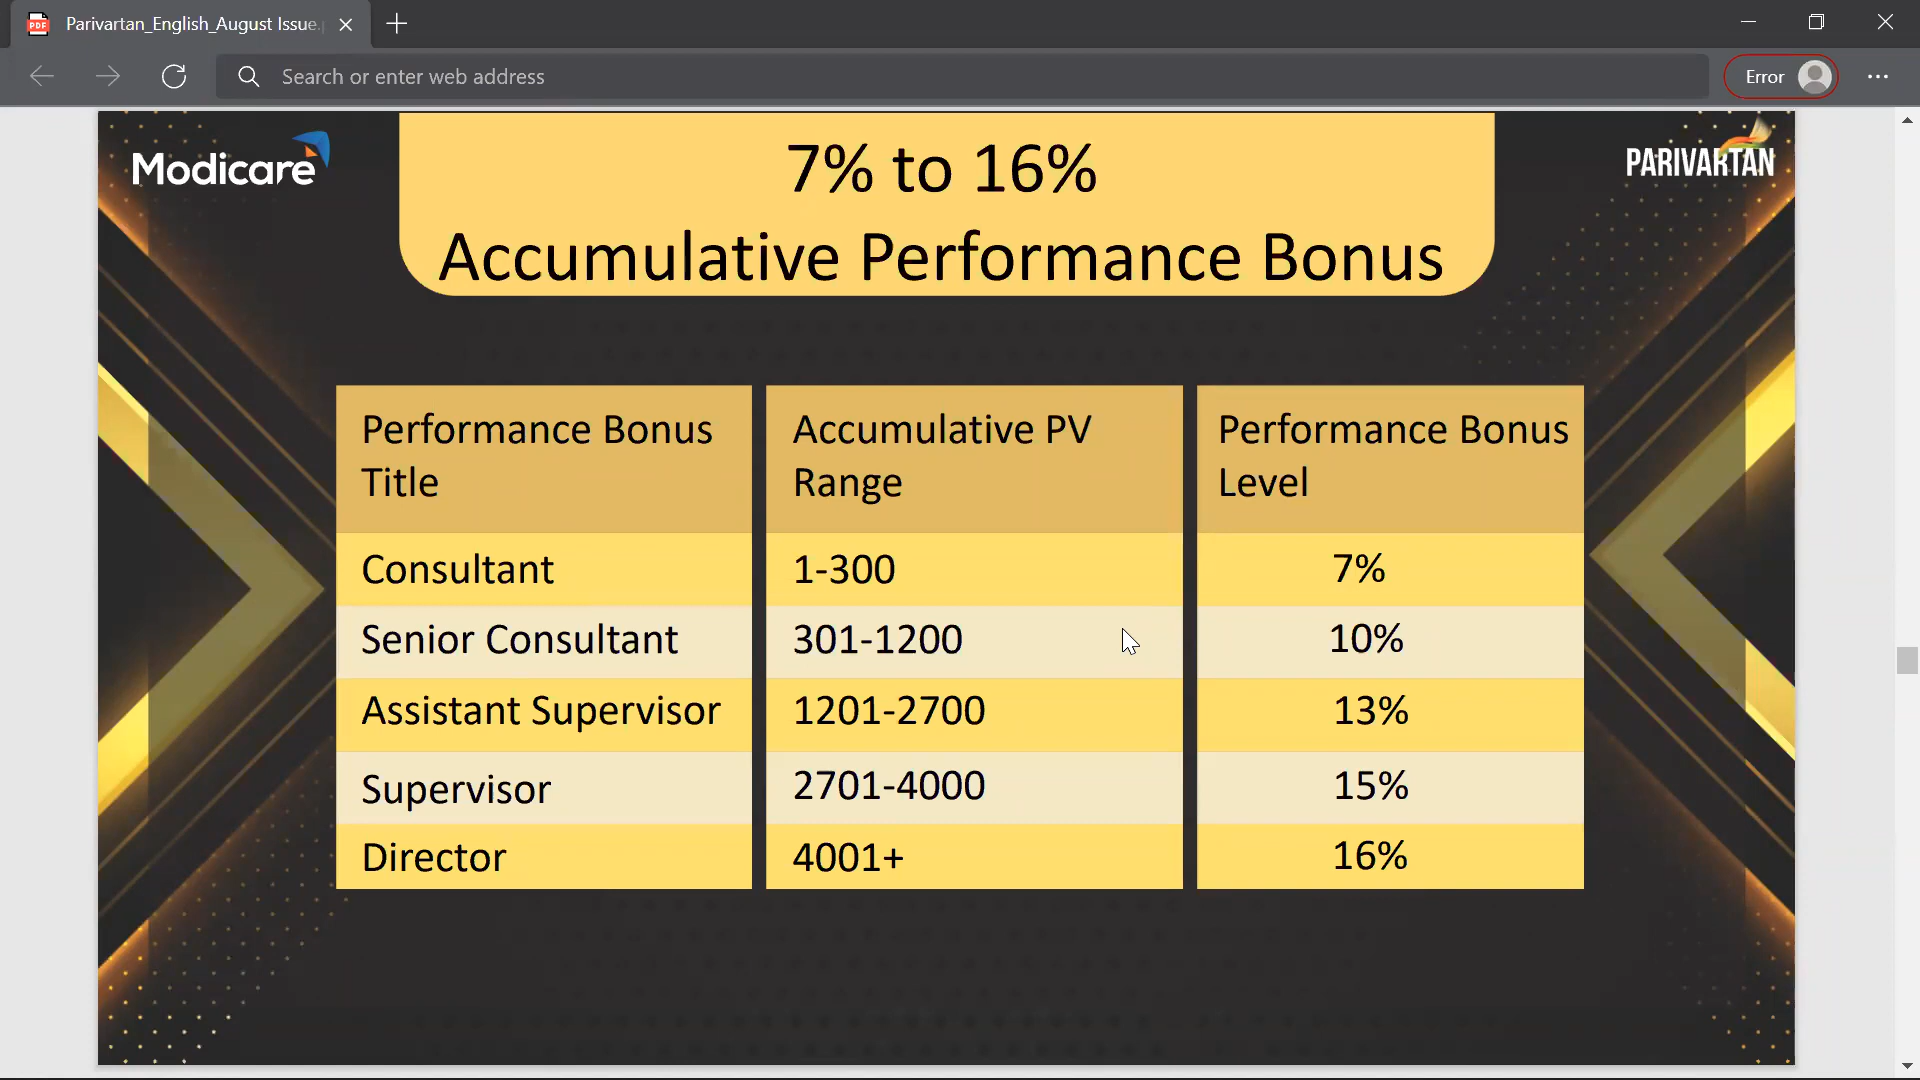 Parivartan_English_August Issue.p
Search or enter web address
Error
Modicare
PARIVARTAN
7% to 16%
Accumulative Performance Bonus
Performance Bonus Title
Accumulative PV Range
Performance Bonus Level
Consultant
1-300
7%
Senior Consultant
301-1200
10%
Assistant Supervisor
1201-2700
13%
Supervisor
2701-4000
15%
Director
4001+
16%